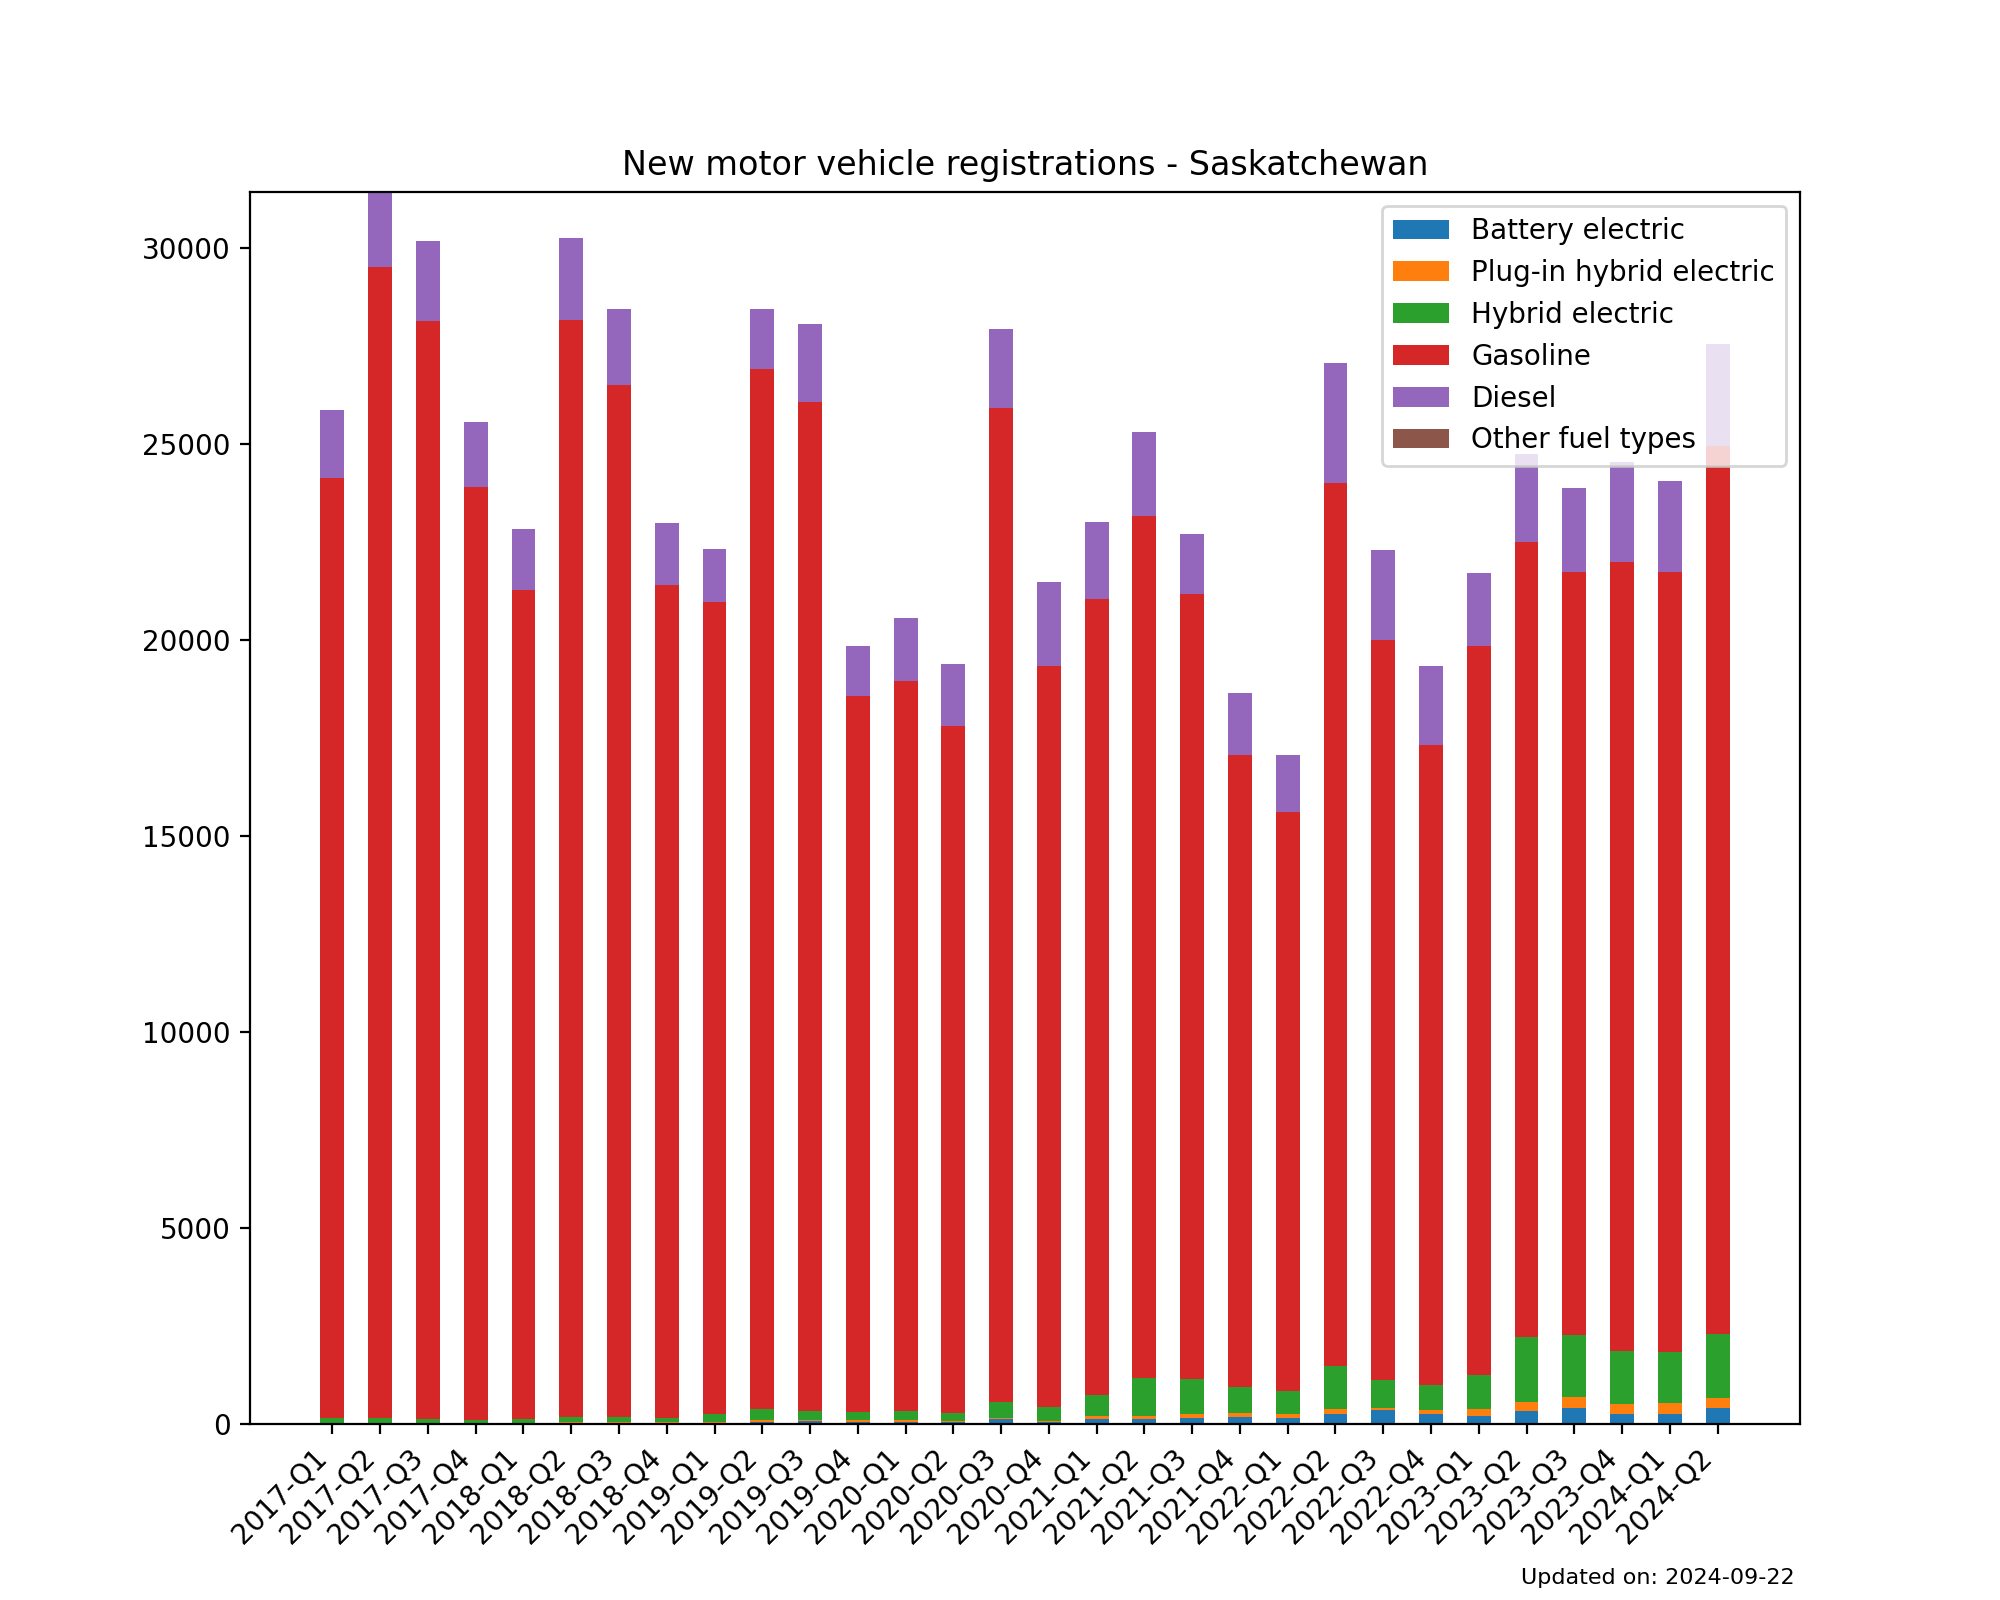 New motor vehicle registrations - Saskatchewan
Battery electric
Plug-in hybrid electric
Hybrid electric
Gasoline
Diesel
Other fuel types
30000
25000
20000
15000
10000
5000
0
2017-Q1
2017-Q2
2017-Q3
2017-Q4
2018-Q1
2018-Q2
2018-Q3
2018-Q4
2019-Q1
2019-Q2
2019-Q3
2019-Q4
2020-Q1
2020-Q2
2020-Q3
2020-Q4
2021-Q1
2021-Q2
2021-Q3
2021-Q4
2022-Q1
2022-Q2
2022-Q3
2022-Q4
2023-Q1
2023-Q2
2023-Q3
2023-Q4
2024-Q1
2024-Q2
Updated on: 2024-09-22